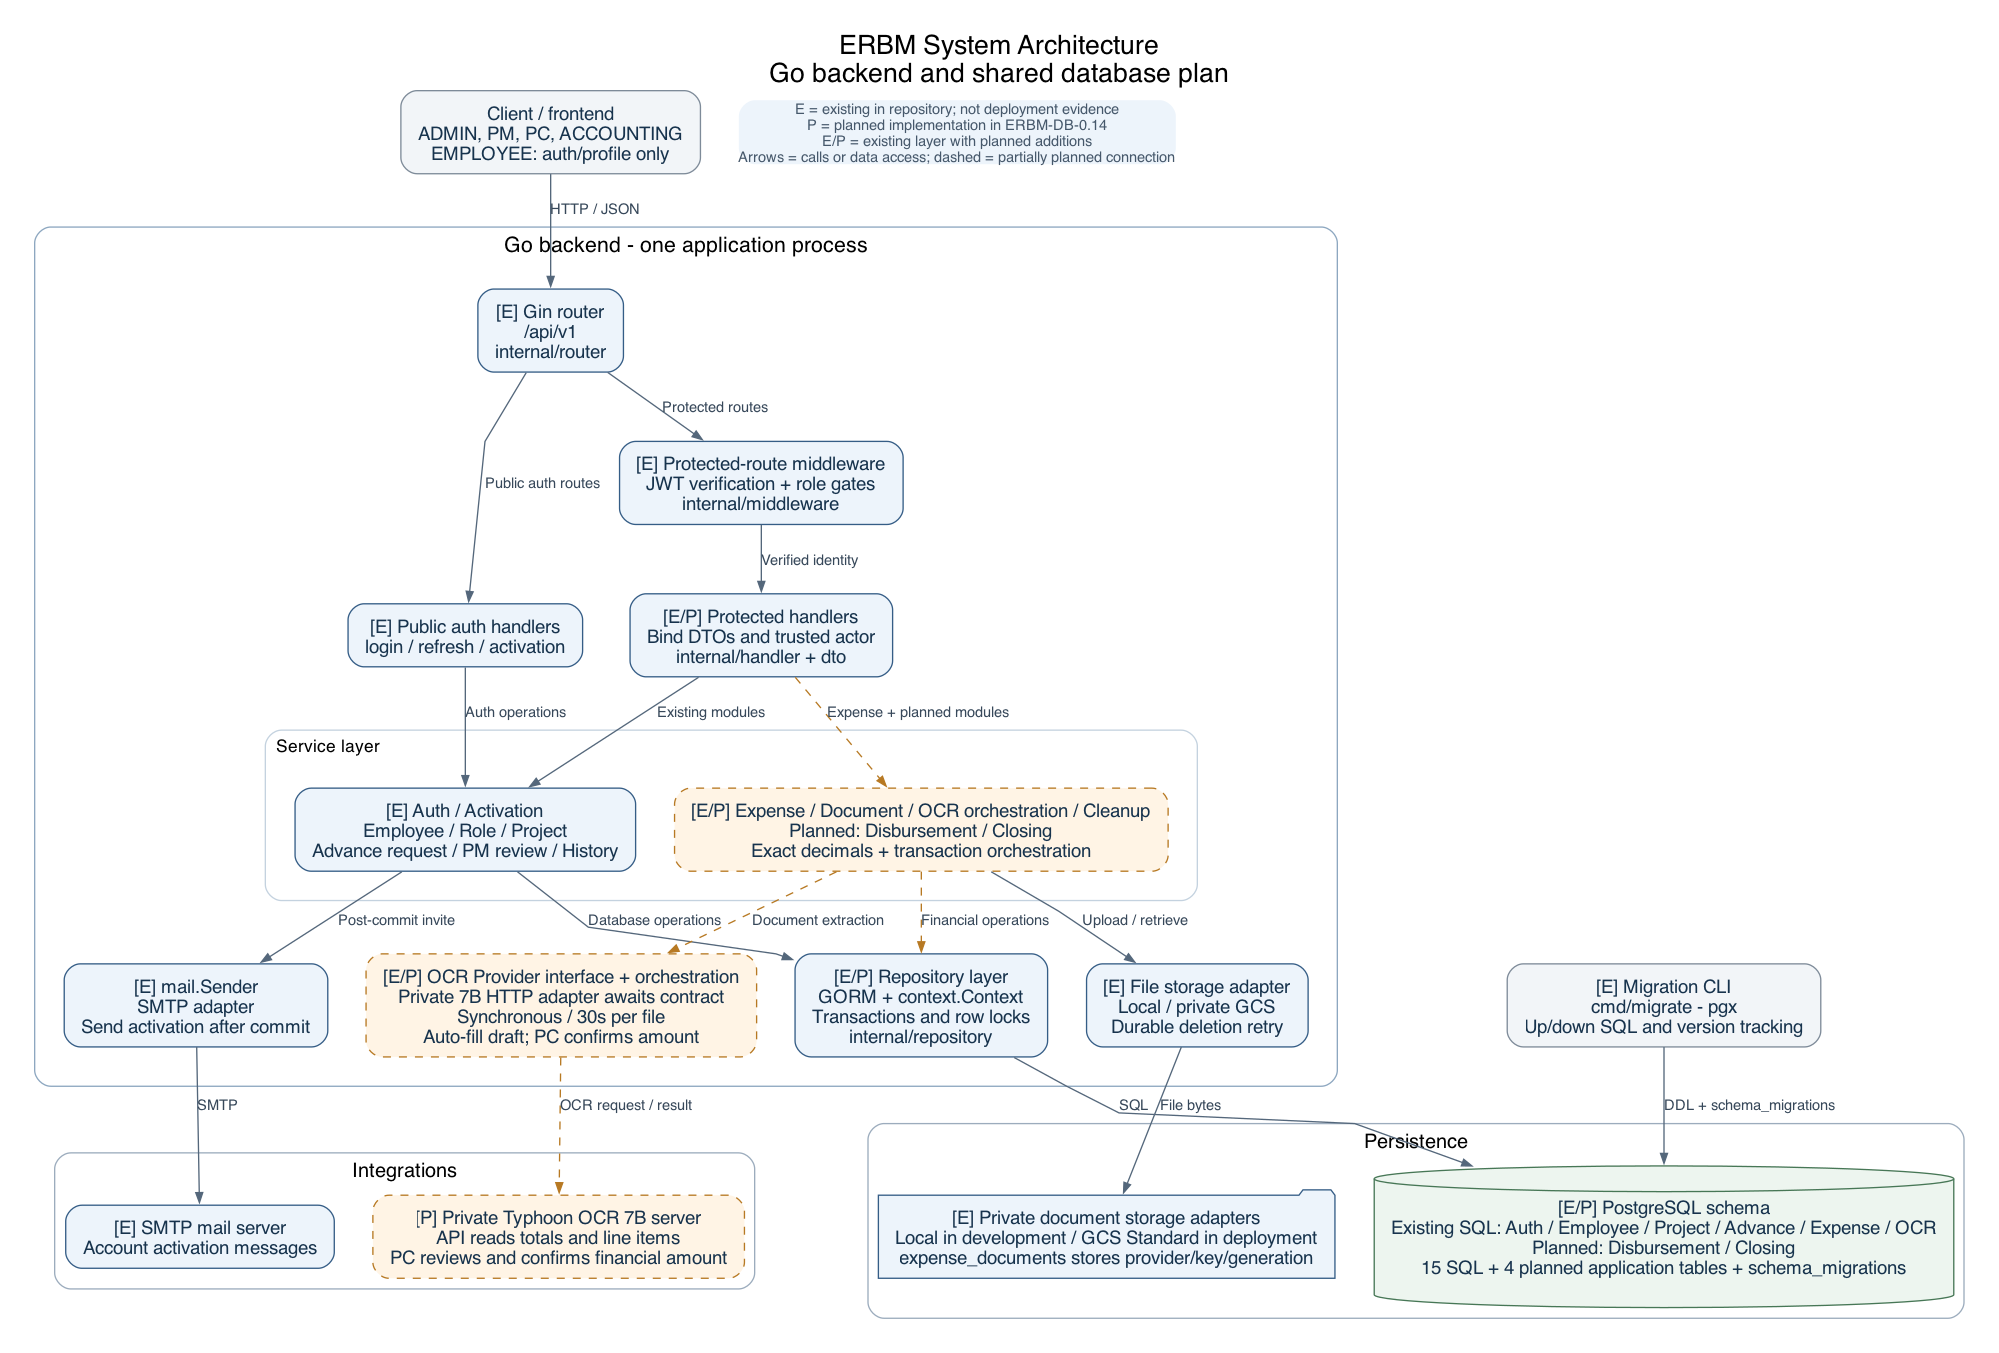 ERBM System Architecture
Go backend and shared database plan
Client / frontend
ADMIN, PM, PC, ACCOUNTING
EMPLOYEE: auth/profile only
E = existing in repository; not deployment evidence
P = planned implementation in ERBM-DB-0.14
E/P = existing layer with planned additions
Arrows = calls or data access; dashed = partially planned connection
HTTP / JSON
Go backend - one application process
[E] Gin router
/api/v1
internal/router
Protected routes
[E] Protected-route middleware
JWT verification + role gates
internal/middleware
Public auth routes
Verified identity
[E] Public auth handlers
login / refresh / activation
[E/P] Protected handlers
Bind DTOs and trusted actor
internal/handler + dto
Auth operations
Existing modules
Expense + planned modules
Service layer
[E] Auth / Activation
Employee / Role / Project
Advance request / PM review / History
[E/P] Expense / Document / OCR orchestration / Cleanup
Planned: Disbursement / Closing
Exact decimals + transaction orchestration
Post-commit invite
Database operations
Document extraction
Financial operations
Upload / retrieve
[E] mail.Sender
SMTP adapter
Send activation after commit
[E/P] OCR Provider interface + orchestration
Private 7B HTTP adapter awaits contract
Synchronous / 30s per file
Auto-fill draft; PC confirms amount
[E/P] Repository layer
GORM + context.Context
Transactions and row locks
internal/repository
[E] File storage adapter
Local / private GCS
Durable deletion retry
[E] Migration CLI
cmd/migrate - pgx
Up/down SQL and version tracking
SMTP
OCR request / result
SQL
File bytes
DDL + schema_migrations
Integrations
[E] SMTP mail server
Account activation messages
[P] Private Typhoon OCR 7B server
API reads totals and line items
PC reviews and confirms financial amount
Persistence
[E] Private document storage adapters
Local in development / GCS Standard in deployment
expense_documents stores provider/key/generation
[E/P] PostgreSQL schema
Existing SQL: Auth / Employee / Project / Advance / Expense / OCR
Planned: Disbursement / Closing
15 SQL + 4 planned application tables + schema_migrations